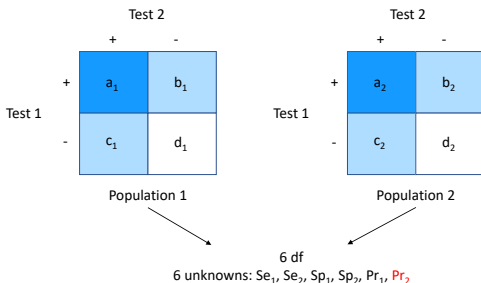 Test 2 Test 2
+ - + -
+ a₁ b₁ + a₂ b₂
Test 1 Test 1
- c₁ d₁ - c₂ d₂
Population 1 Population 2
6 df
6 unknowns: Se₁, Se₂, Sp₁, Sp₂, Pr₁, Pr₂